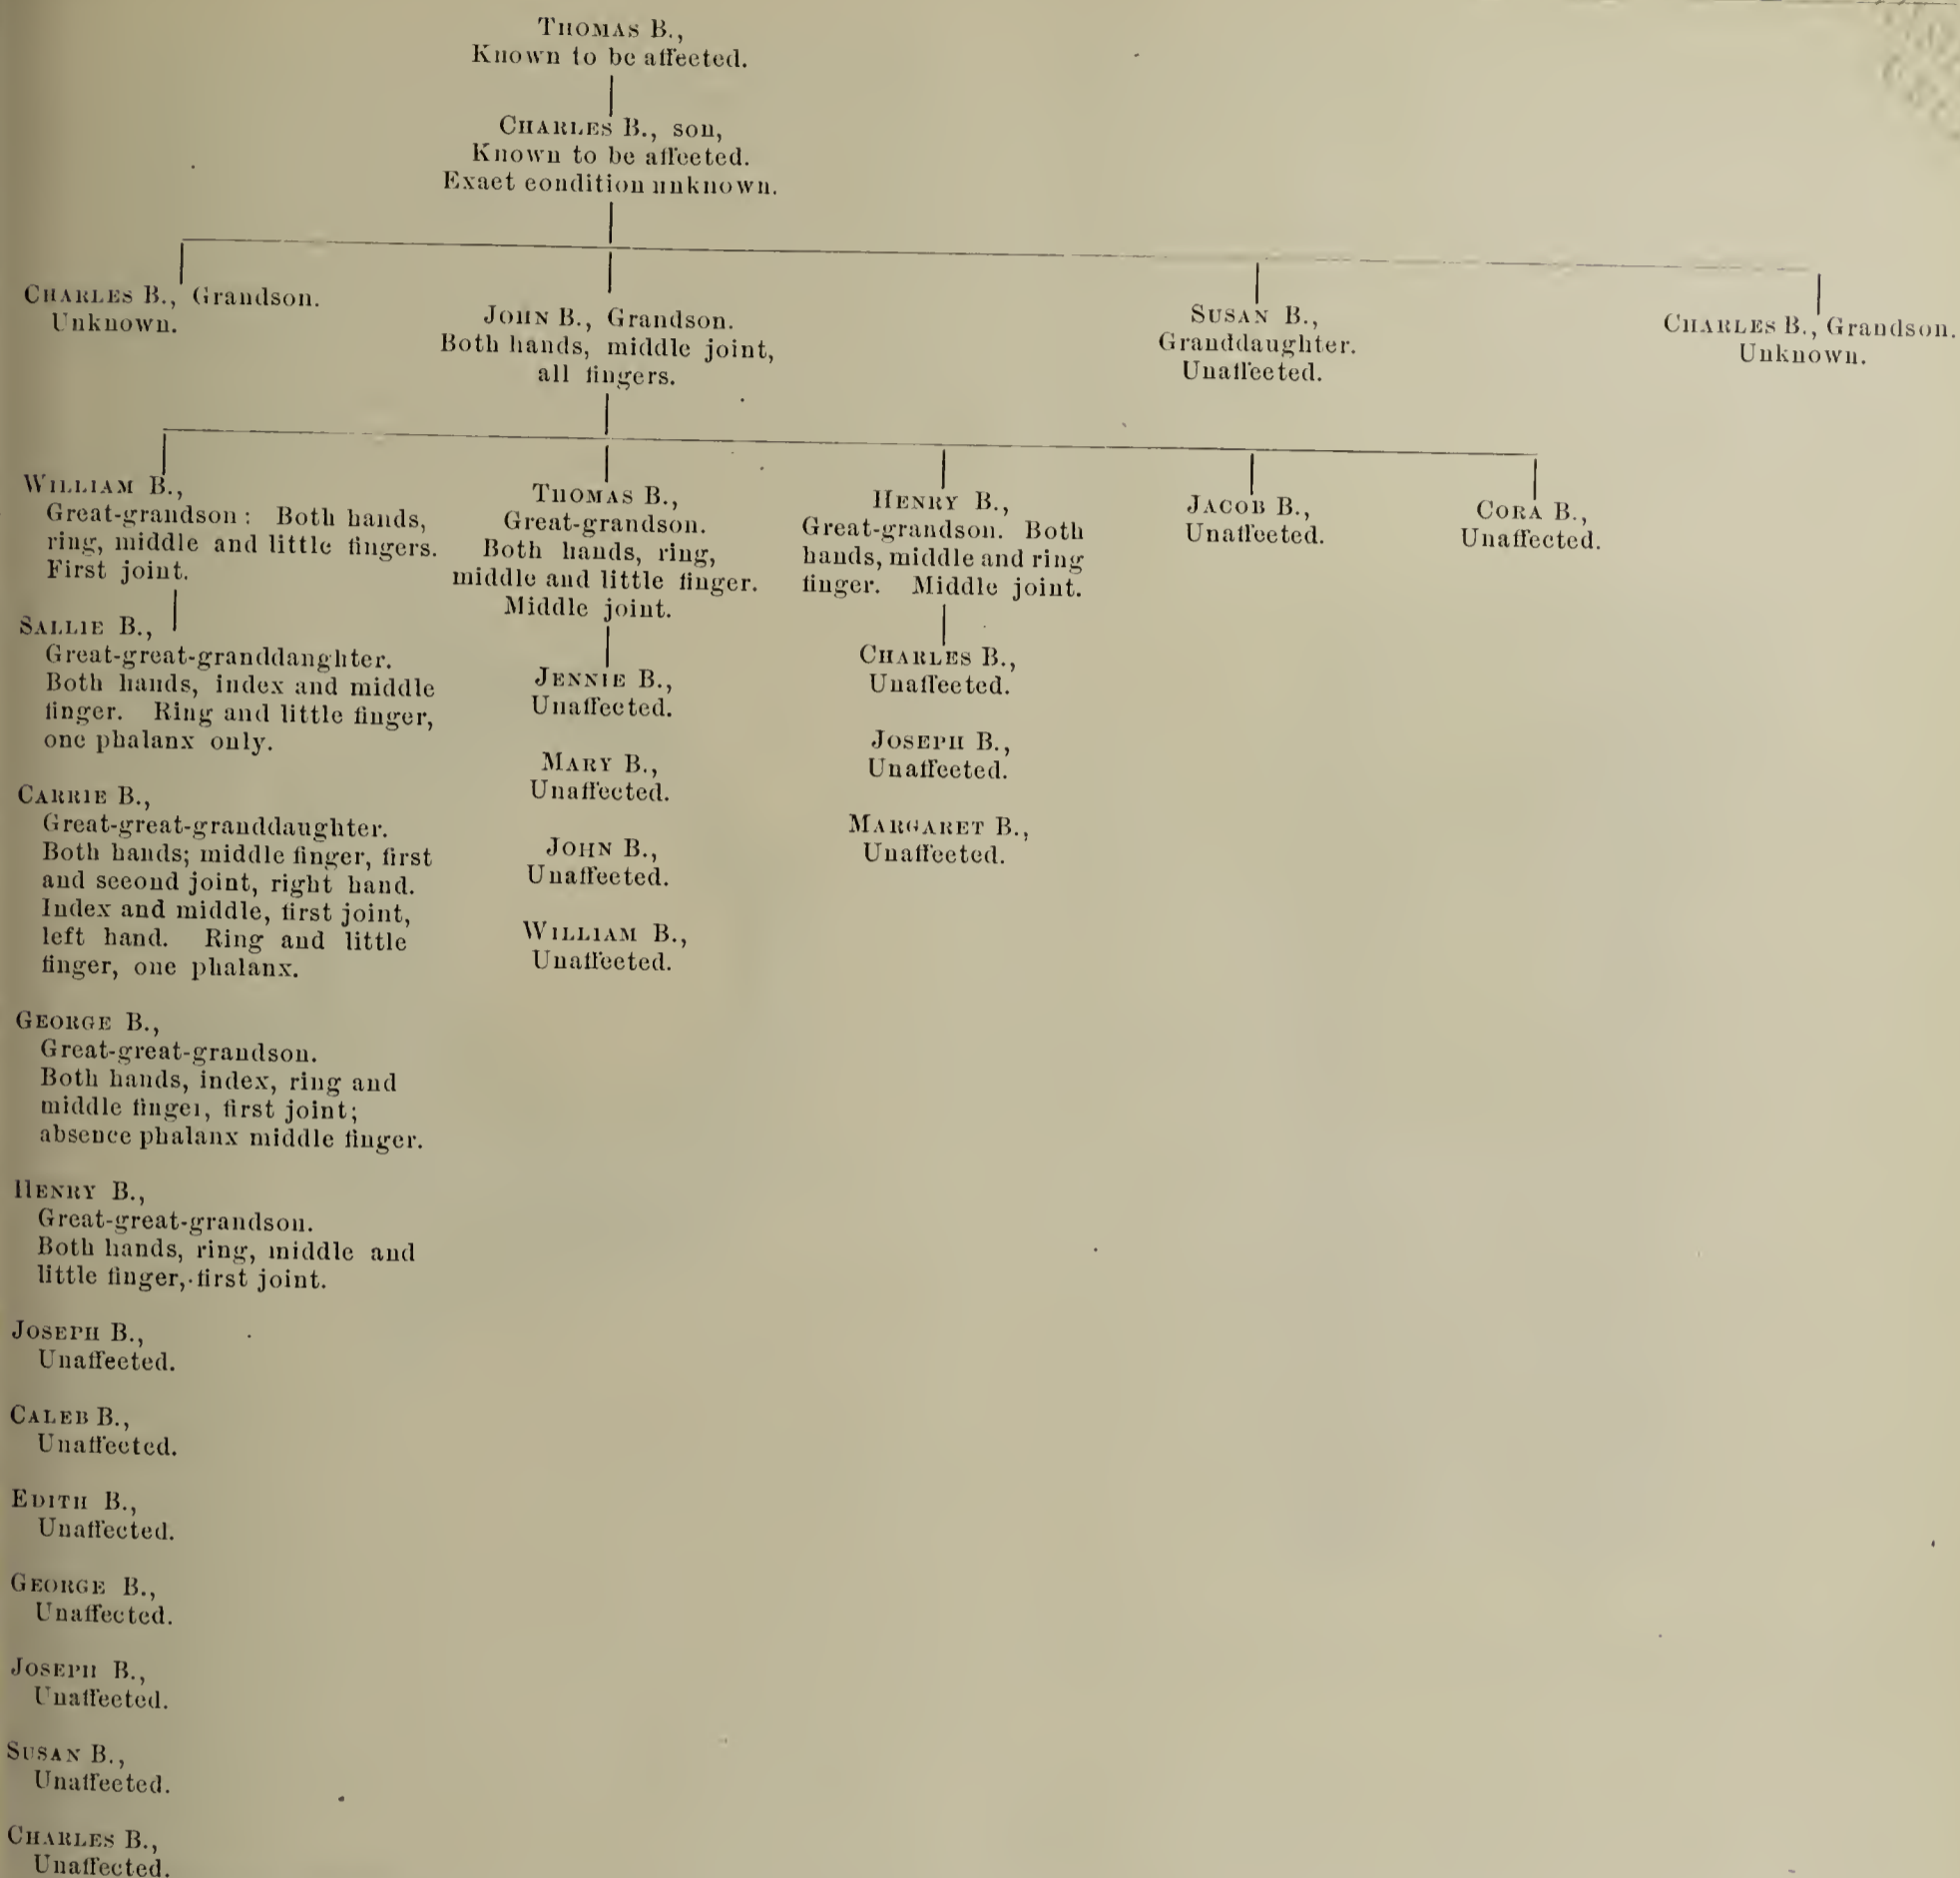 THOMAS B.,
Known to be affected.
CHARLES B., son,
Known to be affected.
Exact condition unknown.
CHARLES B., Grandson.
Unknown.
JOHN B., Grandson.
Both hands, middle joint,
all fingers.
SUSAN B.,
Granddaughter.
Unaffected.
CHARLES B., Grandson.
Unknown.
WILLIAM B.,
Great-grandson: Both hands,
ring, middle and little fingers.
First joint.
SALLIE B.,
Great-great-granddaughter.
Both hands, index and middle
finger. Ring and little finger,
one phalanx only.
CARRIE B.,
Great-great-granddaughter.
Both hands; middle finger, first
and second joint, right hand.
Index and middle, first joint,
left hand. Ring and little
finger, one phalanx.
GEORGE B.,
Great-great-grandson.
Both hands, index, ring and
middle finger, first joint;
absence phalanx middle finger.
HENRY B.,
Great-great-grandson.
Both hands, ring, middle and
little finger, first joint.
JOSEPH B.,
Unaffected.
CALEB B.,
Unaffected.
EDITH B.,
Unaffected.
GEORGE B.,
Unaffected.
JOSEPH B.,
Unaffected.
SUSAN B.,
Unaffected.
CHARLES B.,
Unaffected.
THOMAS B.,
Great-grandson.
Both hands, ring,
middle and little finger.
Middle joint.
JENNIE B.,
Unaffected.
MARY B.,
Unaffected.
JOHN B.,
Unaffected.
WILLIAM B.,
Unaffected.
HENRY B.,
Great-grandson. Both
hands, middle and ring
finger. Middle joint.
CHARLES B.,
Unaffected.
JOSEPH B.,
Unaffected.
MARGARET B.,
Unaffected.
JACOB B.,
Unaffected.
CORA B.,
Unaffected.